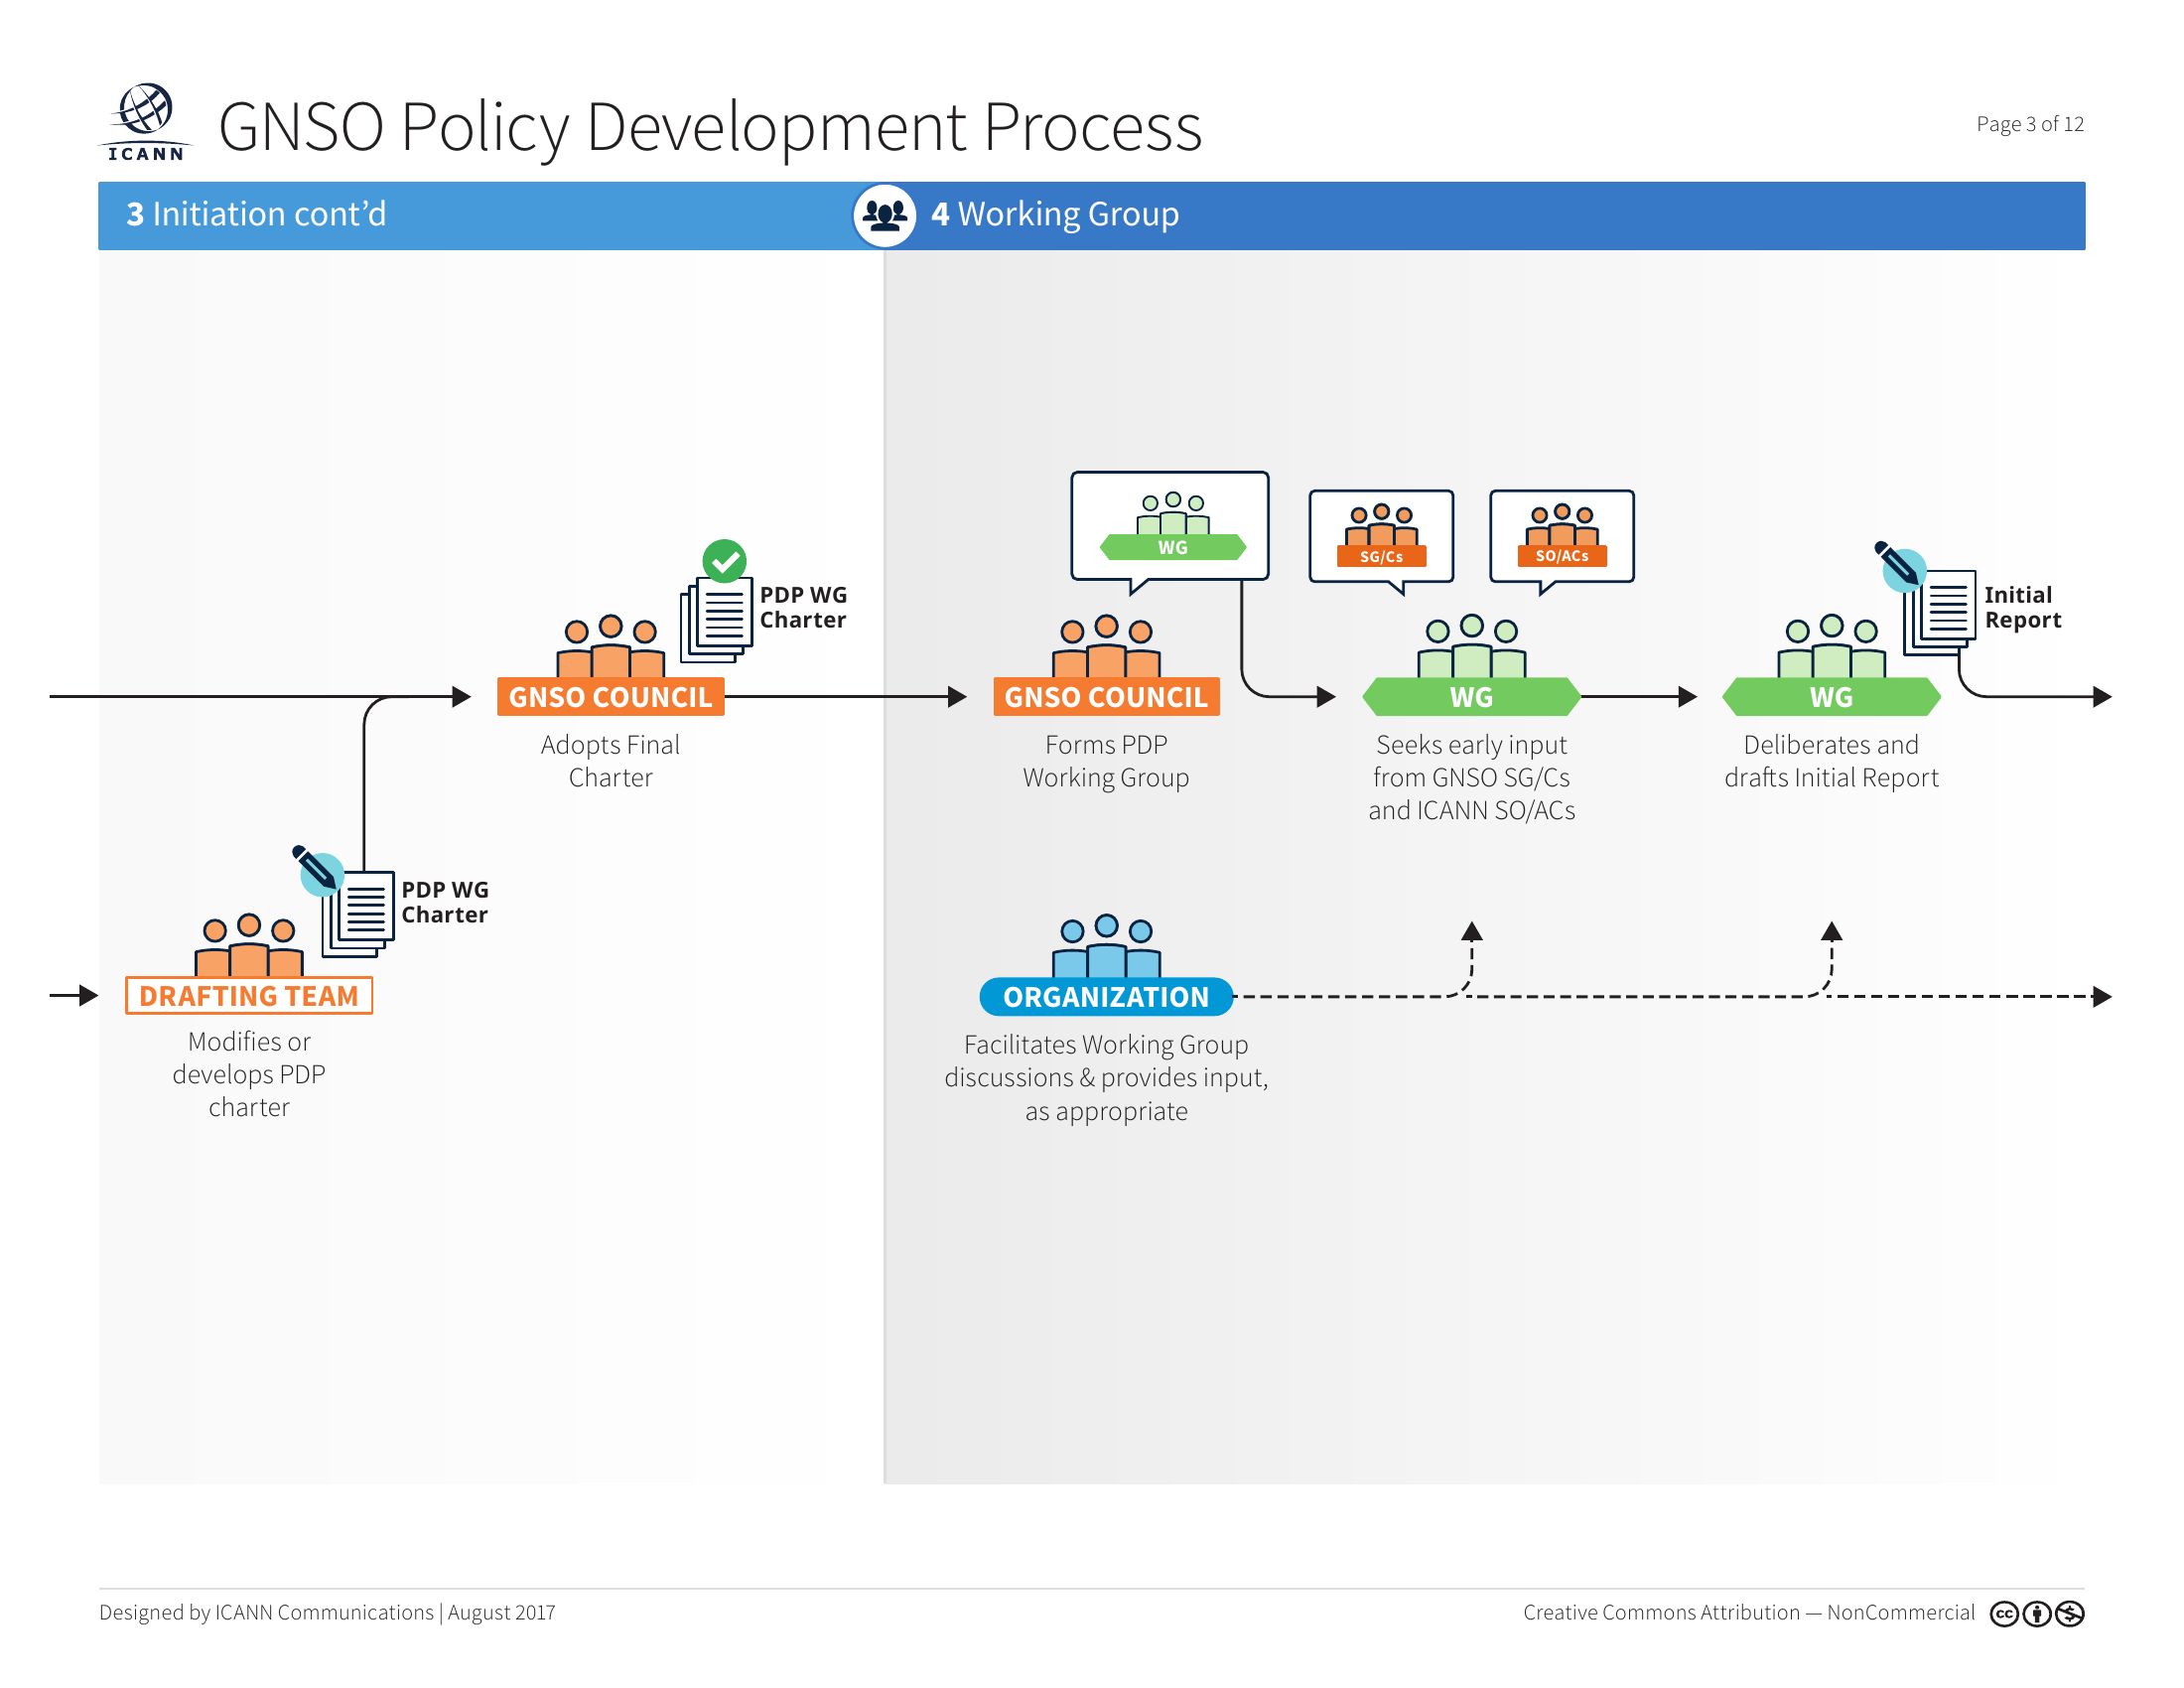 ICANN
GNSO Policy Development Process
Page 3 of 12
3 Initiation cont’d
4 Working Group
WG
SG/Cs
SO/ACs
PDP WG
Charter
Initial
Report
GNSO COUNCIL
GNSO COUNCIL
WG
WG
Adopts Final
Charter
Forms PDP
Working Group
Seeks early input
from GNSO SG/Cs
and ICANN SO/ACs
Deliberates and
drafts Initial Report
PDP WG
Charter
DRAFTING TEAM
Modifies or
develops PDP
charter
ORGANIZATION
Facilitates Working Group
discussions & provides input,
as appropriate
Designed by ICANN Communications | August 2017
Creative Commons Attribution — NonCommercial
cc